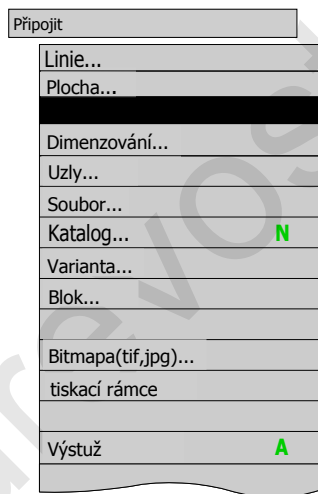 Připojit
Linie...
Plocha...
Dimenzování...
Uzly...
Soubor...
Katalog... N
Varianta...
Blok...
Bitmapa(tif,jpg)...
tiskací rámce
Výstuž A